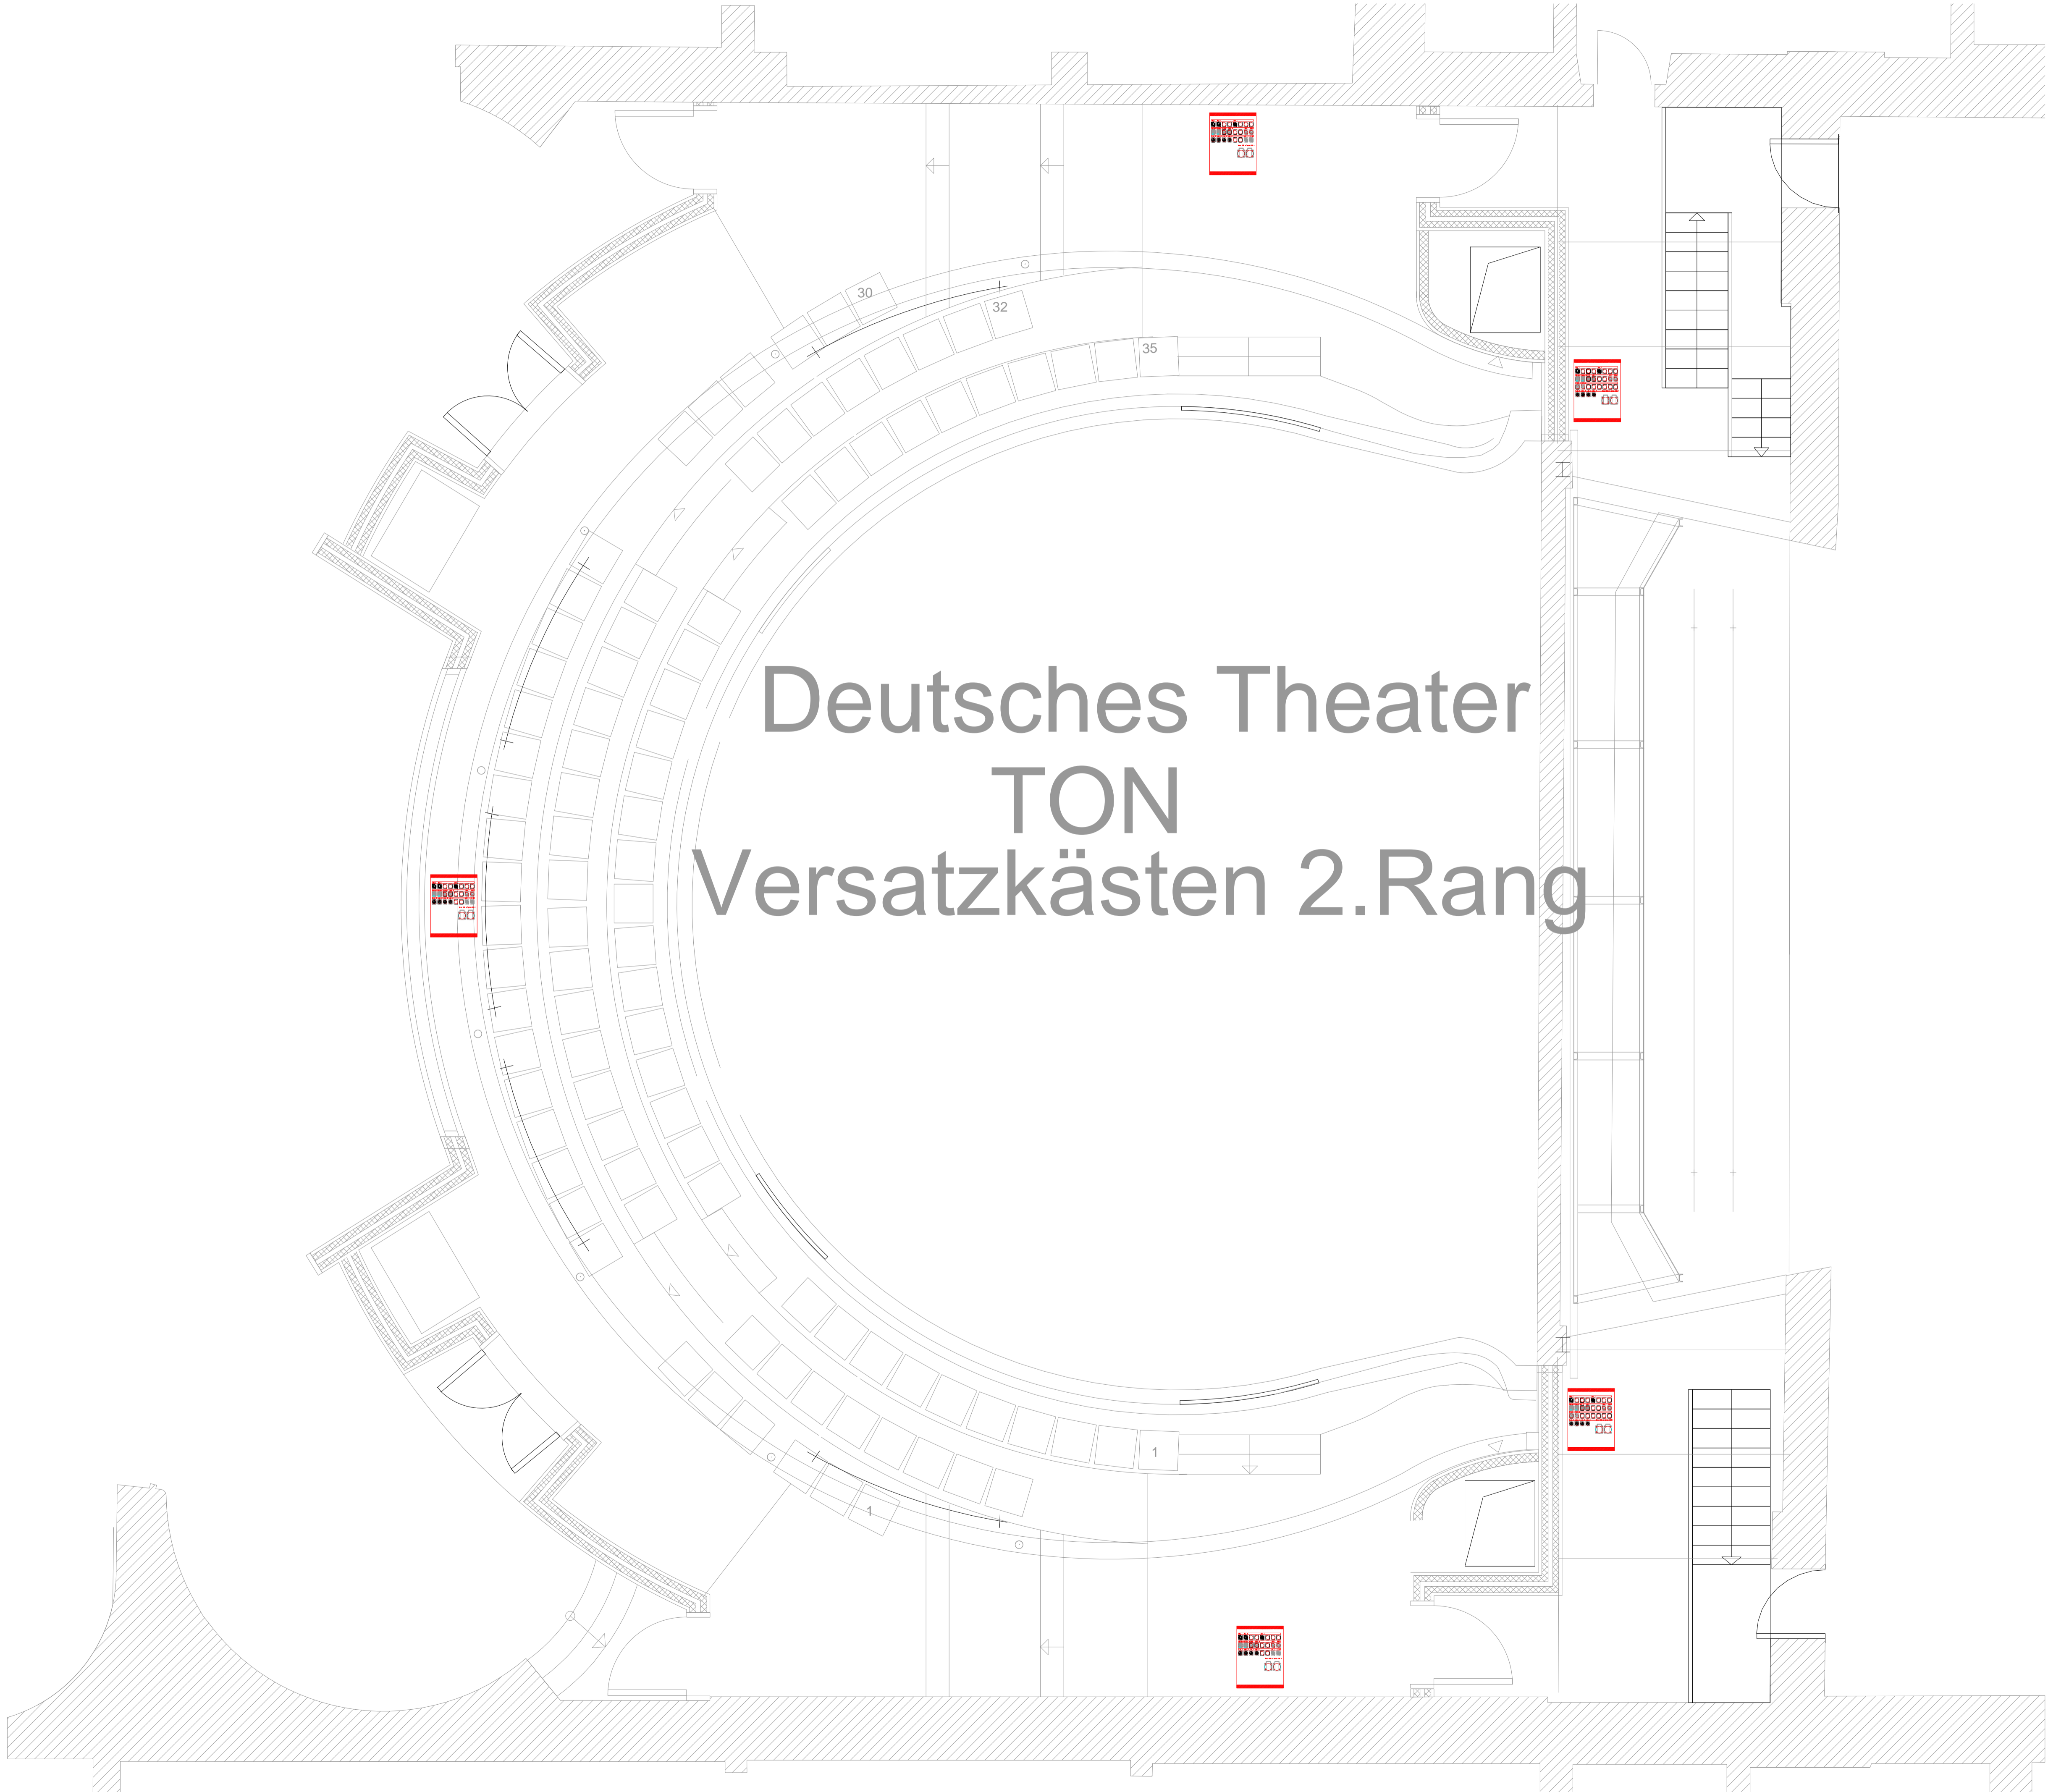 30
32
35
Deutsches Theater
TON
Versatzkästen 2.Rang
1
1